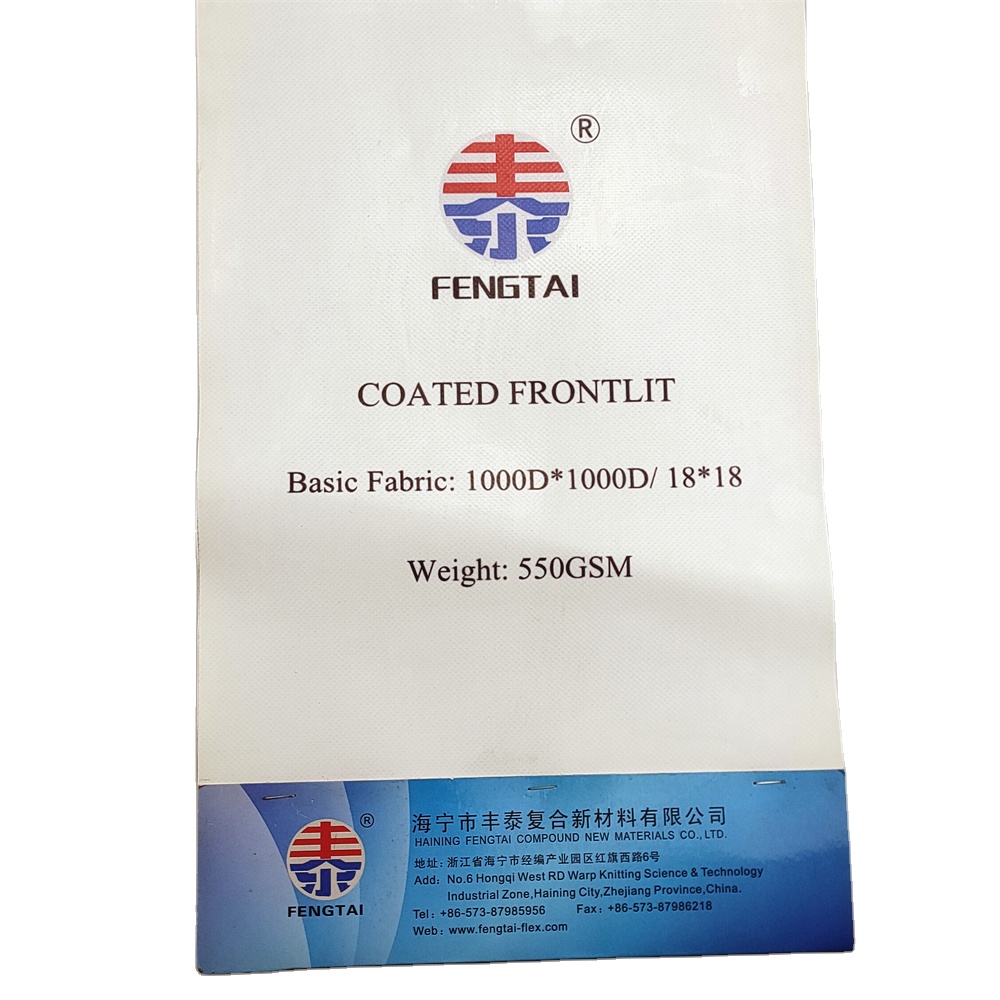 ®
丰泰
FENGTAI
COATED FRONTLIT
Basic Fabric: 1000D*1000D/ 18*18
Weight: 550GSM
®
丰泰
FENGTAI
海宁市丰泰复合新材料有限公司
HAINING FENGTAI COMPOUND NEW MATERIALS CO.,LTD.
地址: 浙江省海宁市经编产业园区红旗西路6号
Add: No.6 Hongqi West RD Warp Knitting Science & Technology
Industrial Zone,Haining City,Zhejiang Province,China.
Tel: +86-573-87985956 Fax: +86-573-87986218
Web: www.fengtai-flex.com